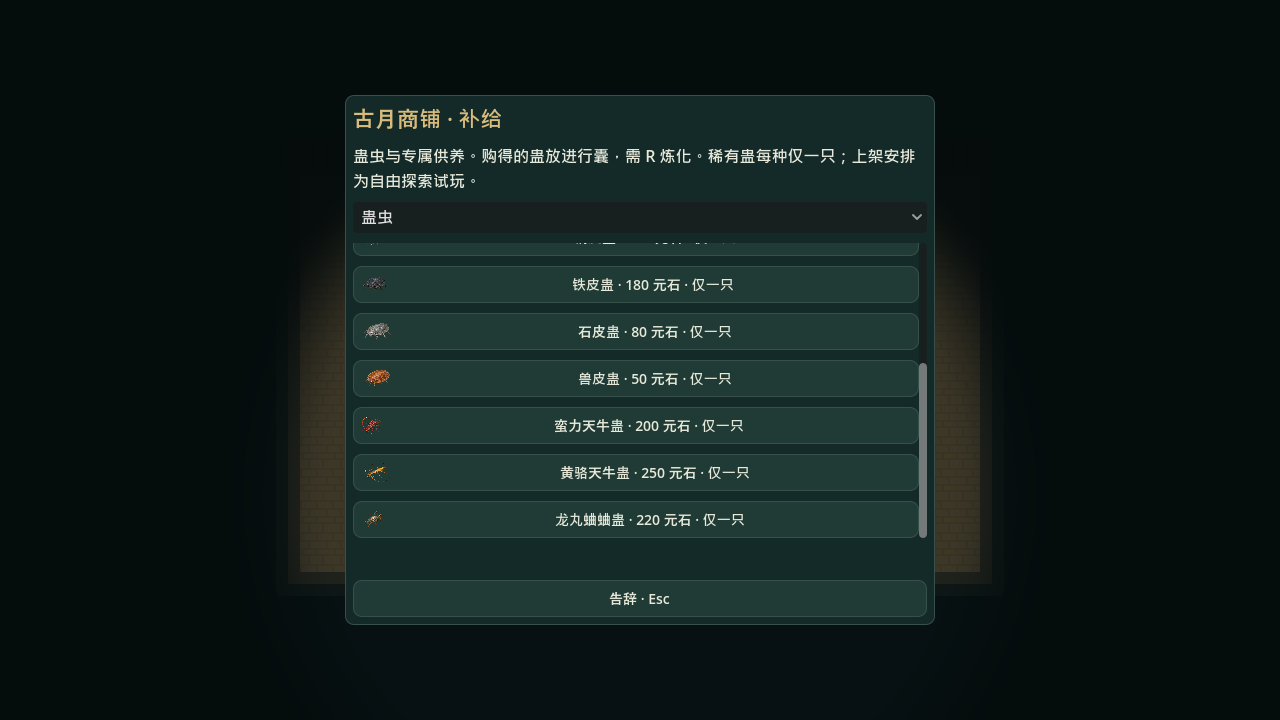 古月商铺 · 补给
蛊虫与专属供养。购得的蛊放进行囊，需 R 炼化。稀有蛊每种仅一只；上架安排
为自由探索试玩。
蛊虫
铁皮蛊 · 180 元石 · 仅一只
石皮蛊 · 80 元石 · 仅一只
兽皮蛊 · 50 元石 · 仅一只
蛮力天牛蛊 · 200 元石 · 仅一只
黄骆天牛蛊 · 250 元石 · 仅一只
龙丸蛐蛐蛊 · 220 元石 · 仅一只
告辞 · Esc